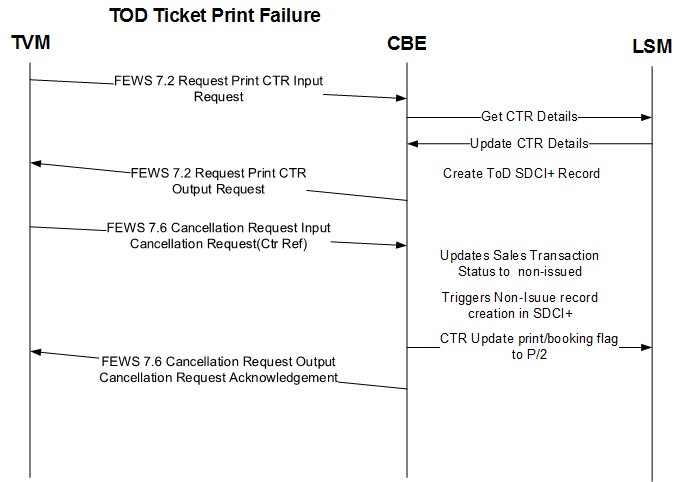 TOD Ticket Print Failure
TVM
CBE
LSM
FEWS 7.2 Request Print CTR Input
Request
Get CTR Details
Update CTR Details
FEWS 7.2 Request Print CTR
Output Request
Create ToD SDCI+ Record
FEWS 7.6 Cancellation Request Input
Cancellation Request(Ctr Ref)
Updates Sales Transaction
Status to non-issued
Triggers Non-Isuue record
creation in SDCI+
CTR Update print/booking flag
to P/2
FEWS 7.6 Cancellation Request Output
Cancellation Request Acknowledgement